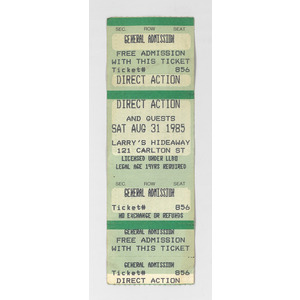 SEC. ROW SEAT
GENERAL ADMISSION
FREE ADMISSION
WITH THIS TICKET
Ticket# 856
DIRECT ACTION
DIRECT ACTION
AND GUESTS
SAT AUG 31 1985
LARRY'S HIDEAWAY
121 CARLTON ST
LICENSED UNDER LLBO
LEGAL AGE 19YRS REQUIRED
SEC. ROW SEAT
GENERAL ADMISSION
Ticket# 856
NO EXCHANGE OR REFUNDS
GENERAL ADMISSION
FREE ADMISSION
WITH THIS TICKET
GENERAL ADMISSION
Ticket# 856
DIRECT ACTION